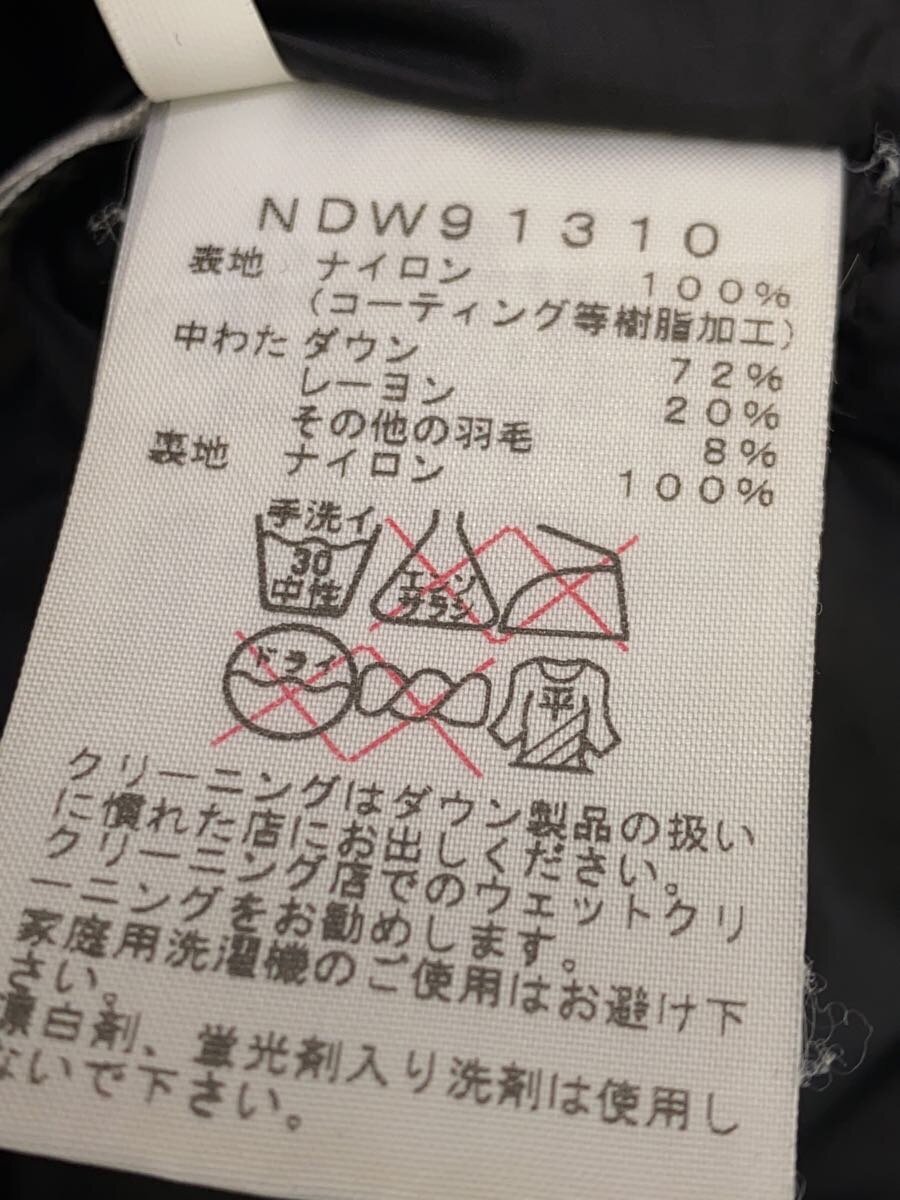 NDW91310
表地 ナイロン 100%
(コーティング等樹脂加工)
中わた ダウン 72%
レーヨン 20%
その他の羽毛 8%
裏地 ナイロン 100%
手洗イ
30
中性
エンソ
サラシ
ドライ
平
クリーニングはダウン製品の扱い
に慣れた店にお出しください。
クリーニング店でのウェットクリ
ーニングをお勧めします。
家庭用洗濯機のご使用はお避け下
さい。
漂白剤、蛍光剤入り洗剤は使用し
ないで下さい。